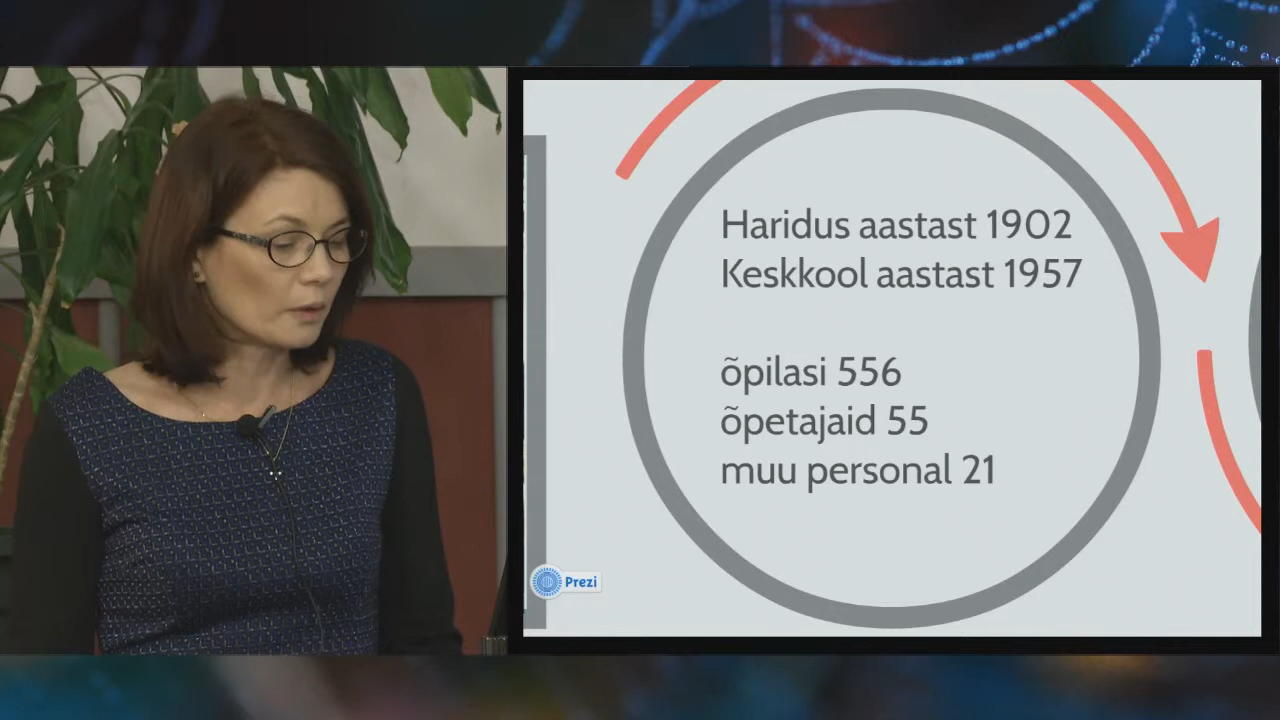 Haridus aastast 1902
Keskkool aastast 1957
õpilasi 556
õpetajaid 55
muu personal 21
Prezi